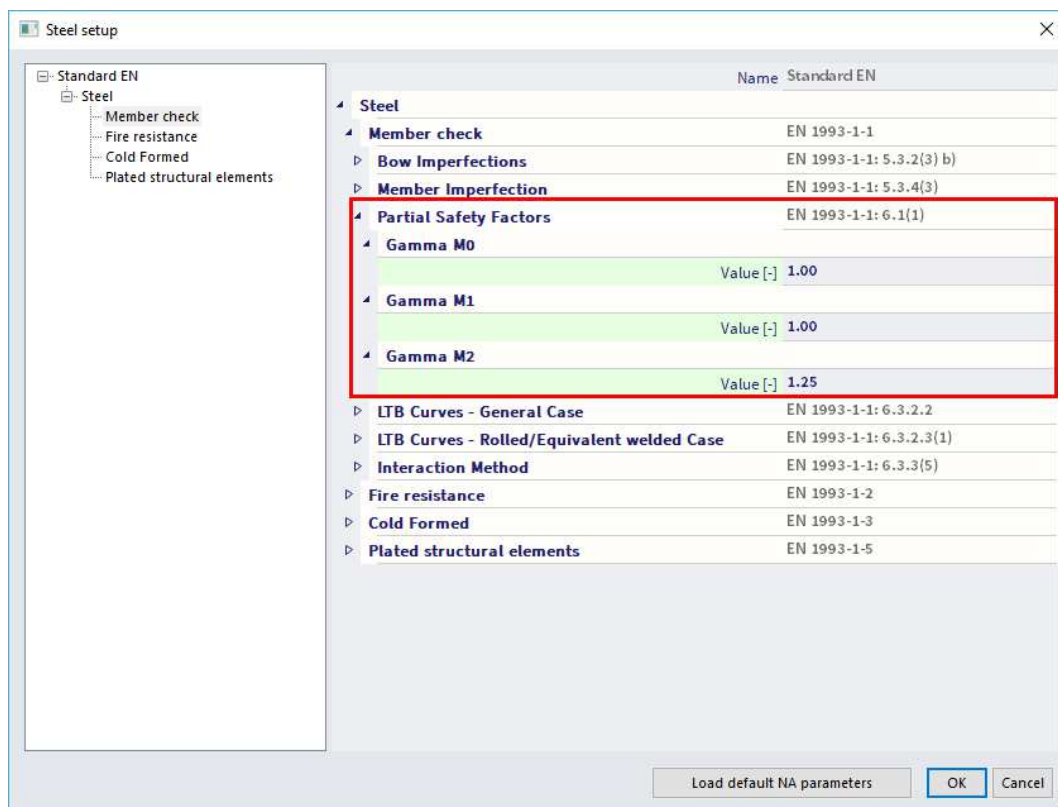 Steel setup
Standard EN
Steel
Member check
Fire resistance
Cold Formed
Plated structural elements
Name Standard EN
Steel
Member check EN 1993-1-1
Bow Imperfections EN 1993-1-1: 5.3.2(3) b)
Member Imperfection EN 1993-1-1: 5.3.4(3)
Partial Safety Factors EN 1993-1-1: 6.1(1)
Gamma M0
Value [-] 1.00
Gamma M1
Value [-] 1.00
Gamma M2
Value [-] 1.25
LTB Curves - General Case EN 1993-1-1: 6.3.2.2
LTB Curves - Rolled/Equivalent welded Case EN 1993-1-1: 6.3.2.3(1)
Interaction Method EN 1993-1-1: 6.3.3(5)
Fire resistance EN 1993-1-2
Cold Formed EN 1993-1-3
Plated structural elements EN 1993-1-5
Load default NA parameters OK Cancel